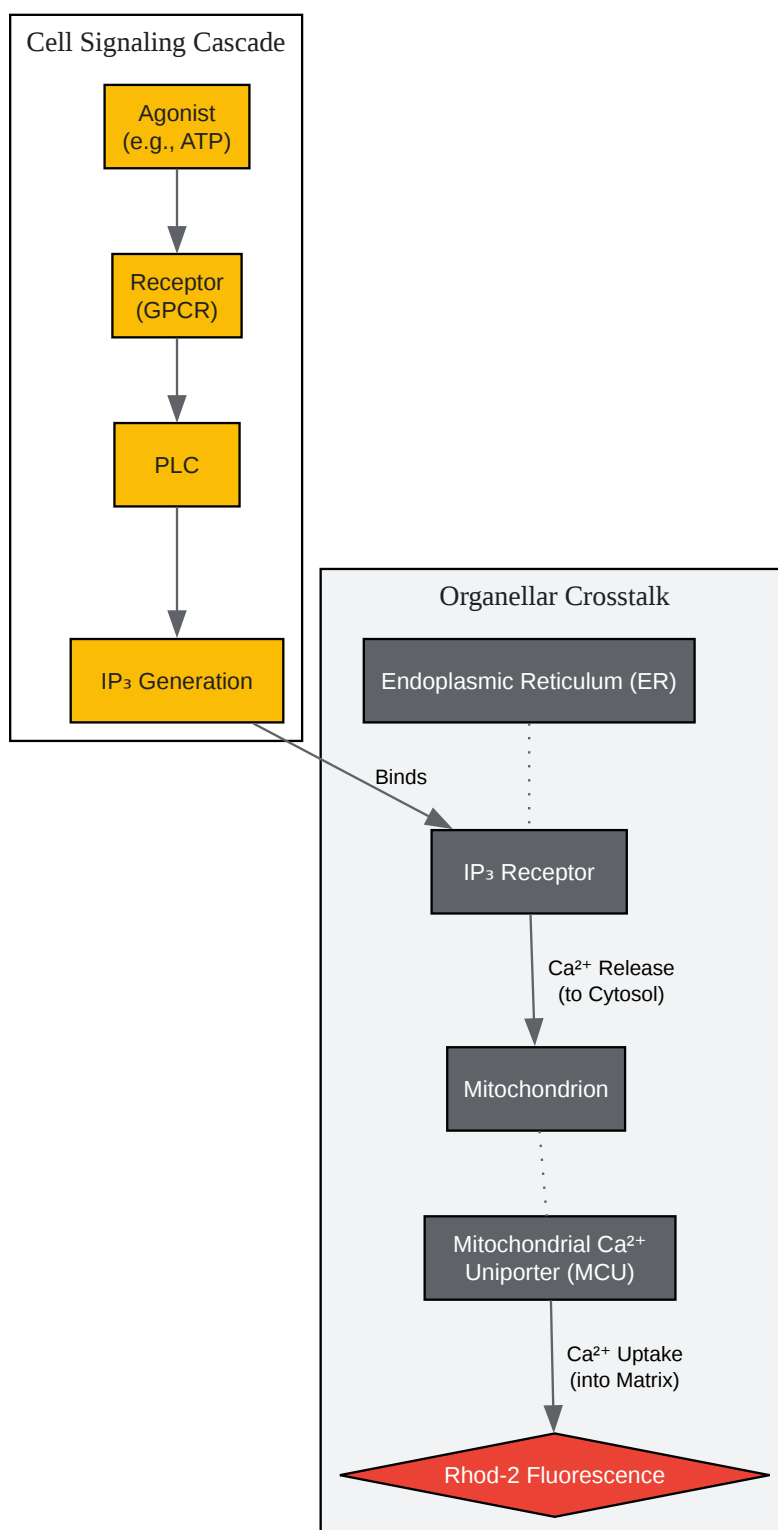 Cell Signaling Cascade
Agonist
(e.g., ATP)
Receptor
(GPCR)
PLC
IP₃ Generation
Organellar Crosstalk
Endoplasmic Reticulum (ER)
Binds
IP₃ Receptor
Ca²⁺ Release
(to Cytosol)
Mitochondrion
Mitochondrial Ca²⁺
Uniporter (MCU)
Ca²⁺ Uptake
(into Matrix)
Rhod-2 Fluorescence